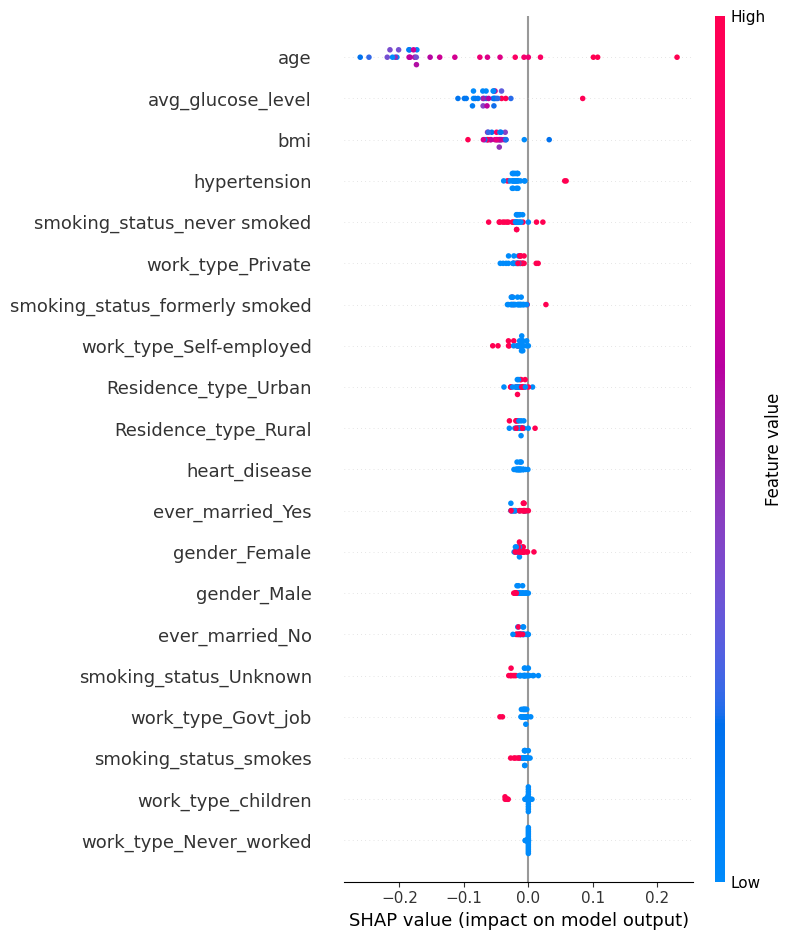 High
age
avg_glucose_level
bmi
hypertension
smoking_status_never smoked
work_type_Private
smoking_status_formerly smoked
work_type_Self-employed
Residence_type_Urban
Residence_type_Rural
heart_disease
ever_married_Yes
gender_Female
gender_Male
ever_married_No
smoking_status_Unknown
work_type_Govt_job
smoking_status_smokes
work_type_children
work_type_Never_worked
Feature value
Low
−0.2 −0.1 0.0 0.1 0.2
SHAP value (impact on model output)